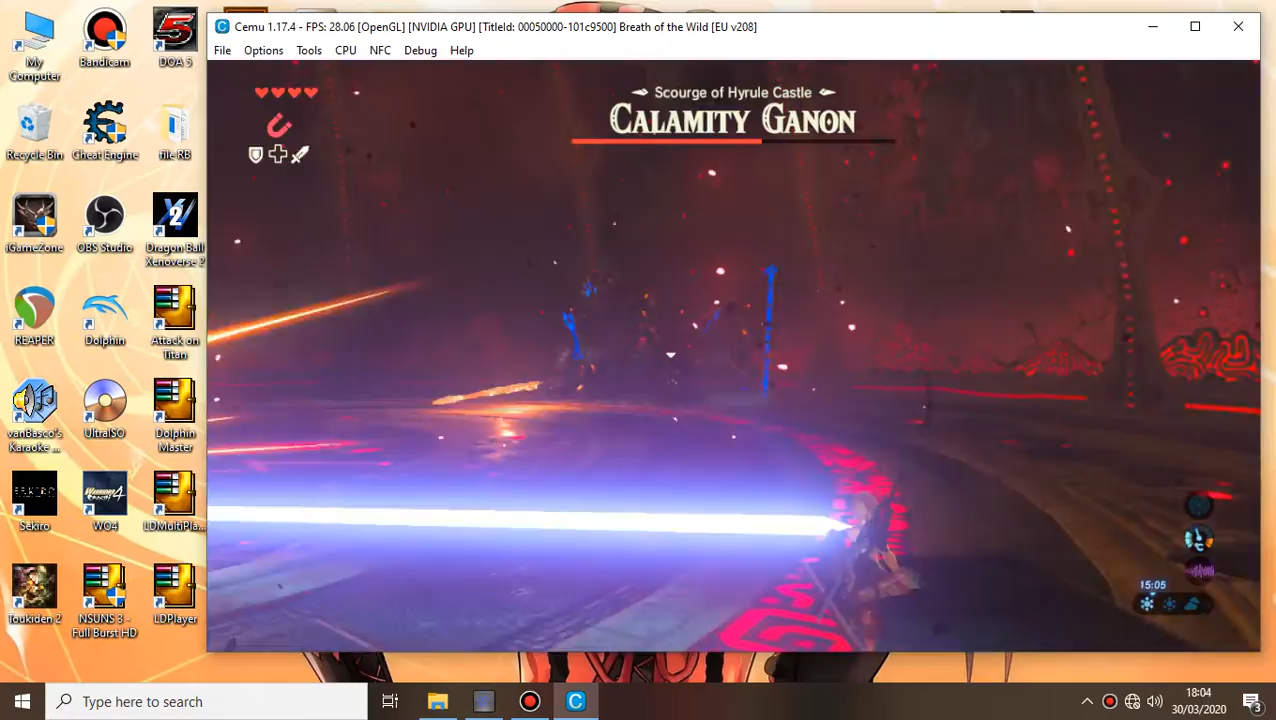 Cemu 1.17.4 - FPS: 28.06 [OpenGL] [NVIDIA GPU] [TitleId: 00050000-101c9500] Breath of the Wild [EU v208]
File Options Tools CPU NFC Debug Help
Scourge of Hyrule Castle
CALAMITY GANON
15:05
My Computer
Bandicam
DOA 5
Recycle Bin
Cheat Engine
file RB
iGameZone
OBS Studio
Dragon Ball Xenoverse 2
REAPER
Dolphin
Attack on Titan
vanBasco's Karaoke ...
UltraISO
Dolphin Master
Sekiro
WO4
LDMultiPla...
Toukiden 2
NSUNS 3 - Full Burst HD
LDPlayer
Type here to search
18:04
30/03/2020
3